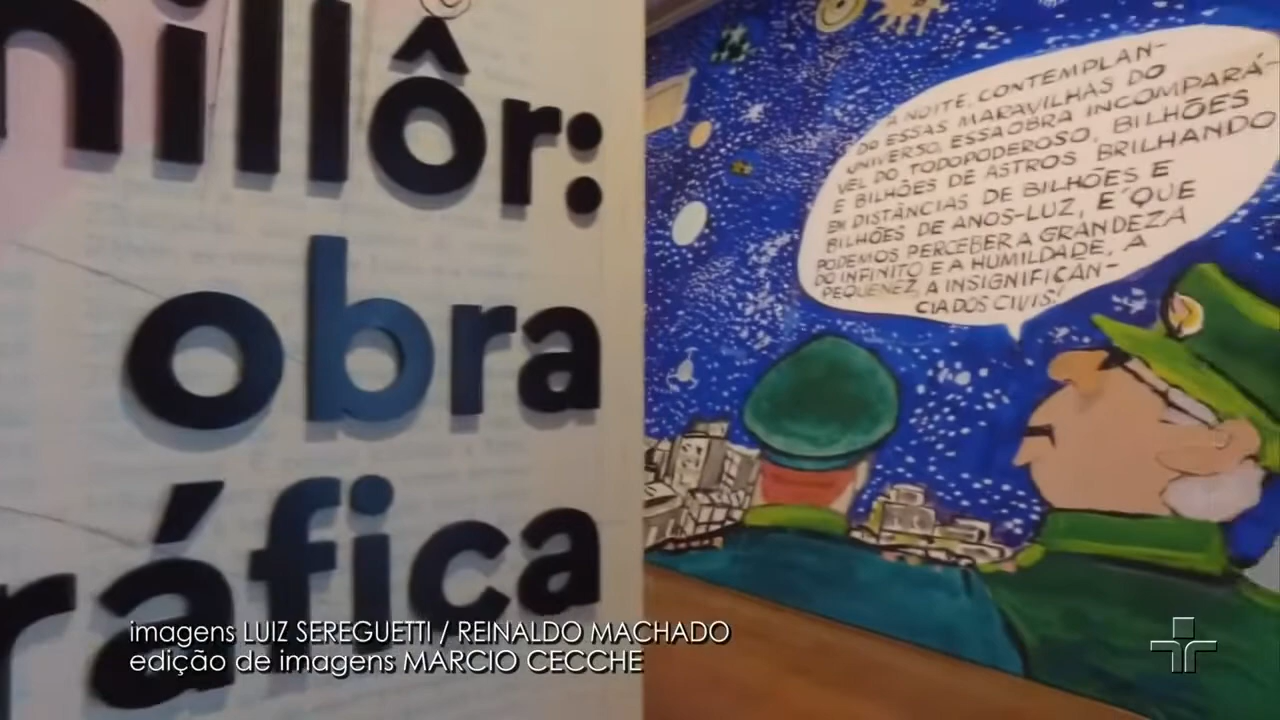 millôr:
obra
gráfica
À NOITE, CONTEMPLAN-
DO ESSAS MARAVILHAS DO
UNIVERSO, ESSA OBRA INCOMPARÁ-
VEL DO TODOPODEROSO, BILHÕES
E BILHÕES DE ASTROS BRILHANDO
EM DISTÂNCIAS DE BILHÕES E
BILHÕES DE ANOS-LUZ, É QUE
PODEMOS PERCEBER A GRANDEZA
DO INFINITO E A HUMILDADE, A
PEQUENEZ, A INSIGNIFICÂN-
CIA DOS CIVIS!
imagens LUIZ SEREGUETTI / REINALDO MACHADO
edição de imagens MARCIO CECCHE